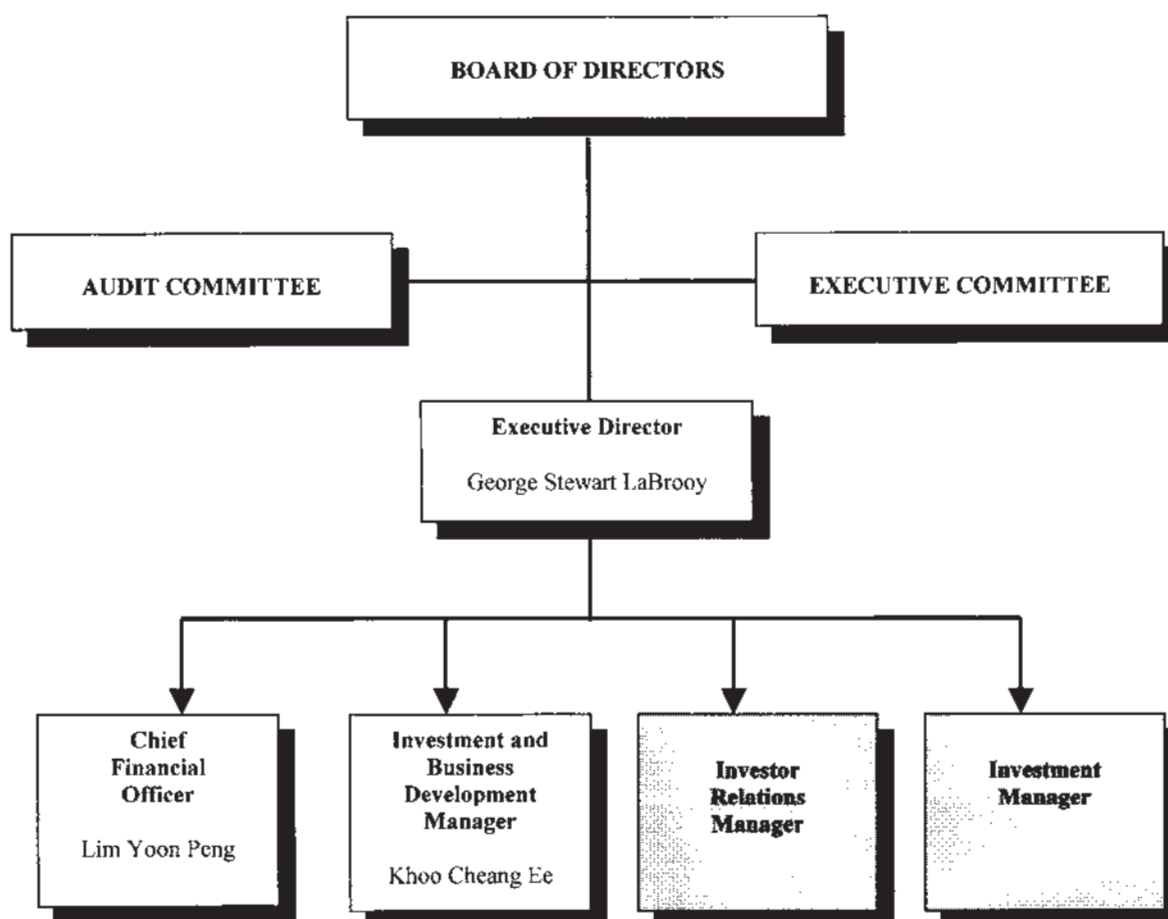 BOARD OF DIRECTORS
AUDIT COMMITTEE
EXECUTIVE COMMITTEE
Executive Director
George Stewart LaBrooy
Chief
Financial
Officer
Lim Yoon Peng
Investment and
Business
Development
Manager
Khoo Cheang Ee
Investor
Relations
Manager
Investment
Manager